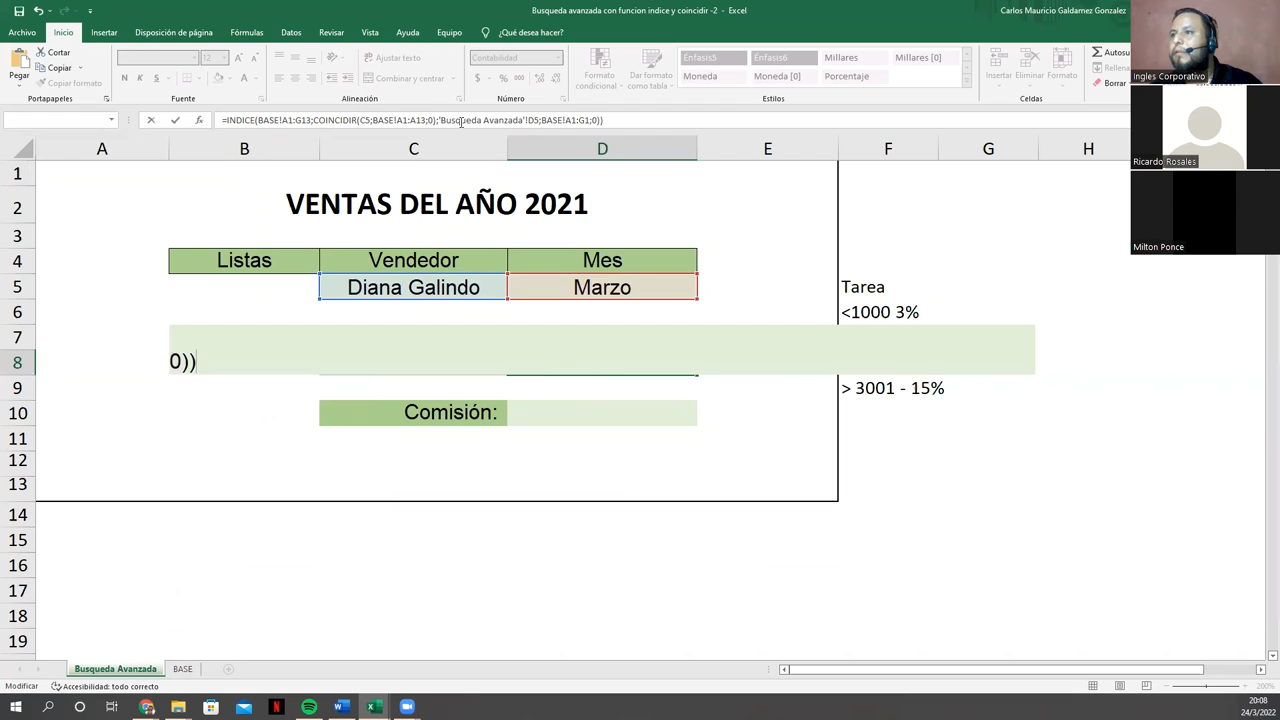 Busqueda avanzada con funcion indice y coincidir -2 - Excel
Carlos Mauricio Galdamez Gonzalez
Archivo Inicio Insertar Disposición de página Fórmulas Datos Revisar Vista Ayuda Equipo ¿Qué desea hacer?
Pegar
Cortar
Copiar
Copiar formato
Portapapeles
12
N K S
Fuente
Ajustar texto
Combinar y centrar
Alineación
Contabilidad
$ % 000
Número
Formato condicional
Dar formato como tabla
Énfasis5 Énfasis6 Millares Millares [0]
Moneda Moneda [0] Porcentaje
Estilos
Insertar Eliminar Formato
Celdas
Autosu
Rellen
Borrar
=INDICE(BASE!A1:G13;COINCIDIR(C5;BASE!A1:A13;0);'Busqueda Avanzada'!D5;BASE!A1:G1;0))
A B C D E F G H
1
2 VENTAS DEL AÑO 2021
3
4 Listas Vendedor Mes
5 Diana Galindo Marzo Tarea
6 <1000 3%
7
8 0))
9 > 3001 - 15%
10 Comisión:
11
12
13
14
15
16
17
18
19
Busqueda Avanzada BASE
Modificar Accesibilidad: todo correcto
200%
20:08
24/3/2022
Ingles Corporativo
Ricardo Rosales
Milton Ponce